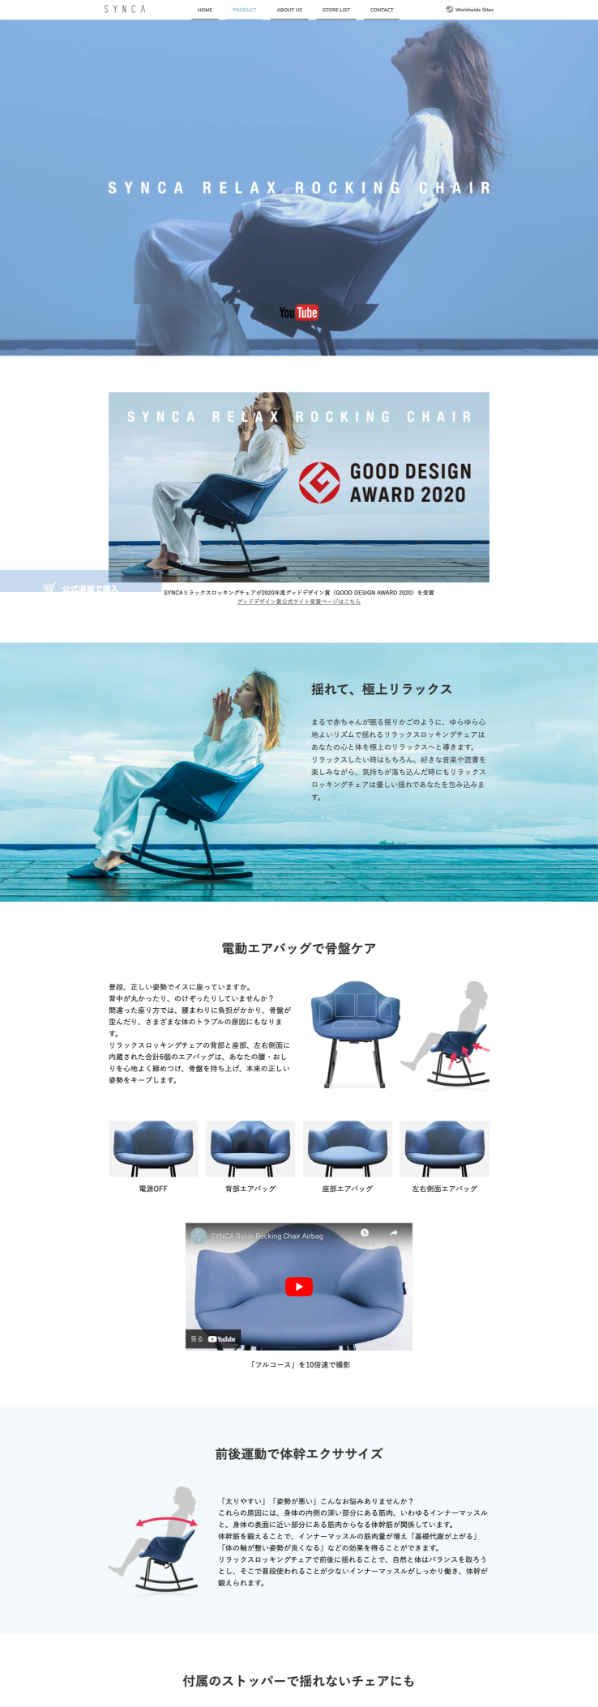 SYNCA
HOME
PRODUCT
ABOUT US
STORE LIST
CONTACT
Worldwide Sites
SYNCA RELAX ROCKING CHAIR
YouTube
SYNCA RELAX ROCKING CHAIR
GOOD DESIGN
AWARD 2020
公式通販で購入
SYNCAリラックスロッキングチェアが2020年度グッドデザイン賞（GOOD DESIGN AWARD 2020）を受賞
グッドデザイン賞公式サイト受賞ページはこちら
揺れて、極上リラックス
まるで赤ちゃんが眠る揺りかごのように、ゆらゆら心
地よいリズムで揺れるリラックスロッキングチェアは
あなたの心と体を極上のリラックスへと導きます。
リラックスしたい時はもちろん、好きな音楽や読書を
楽しみながら、気持ちが落ち込んだ時にもリラックス
ロッキングチェアは優しい揺れであなたを包み込みま
す。
電動エアバッグで骨盤ケア
普段、正しい姿勢でイスに座っていますか。
背中が丸かったり、のけぞったりしていませんか？
間違った座り方では、腰まわりに負担がかかり、骨盤が
歪んだり、さまざまな体のトラブルの原因にもなりま
す。
リラックスロッキングチェアの背部と座部、左右側面に
内蔵された合計6個のエアバッグは、あなたの腰・おし
りを心地よく締めつけ、骨盤を持ち上げ、本来の正しい
姿勢をキープします。
電源OFF
背部エアバッグ
座部エアバッグ
左右側面エアバッグ
SYNCA Relax Rocking Chair Airbag
見る YouTube
「フルコース」を10倍速で撮影
前後運動で体幹エクササイズ
「太りやすい」「姿勢が悪い」こんなお悩みありませんか？
これらの原因には、身体の内側の深い部分にある筋肉、いわゆるインナーマッスル
と、身体の表面に近い部分にある筋肉からなる体幹筋が関係しています。
体幹筋を鍛えることで、インナーマッスルの筋肉量が増え「基礎代謝が上がる」
「体の軸が整い姿勢が良くなる」などの効果を得ることができます。
リラックスロッキングチェアで前後に揺れることで、自然と体はバランスを取ろう
とし、そこで普段使われることが少ないインナーマッスルがしっかり働き、体幹が
鍛えられます。
付属のストッパーで揺れないチェアにも